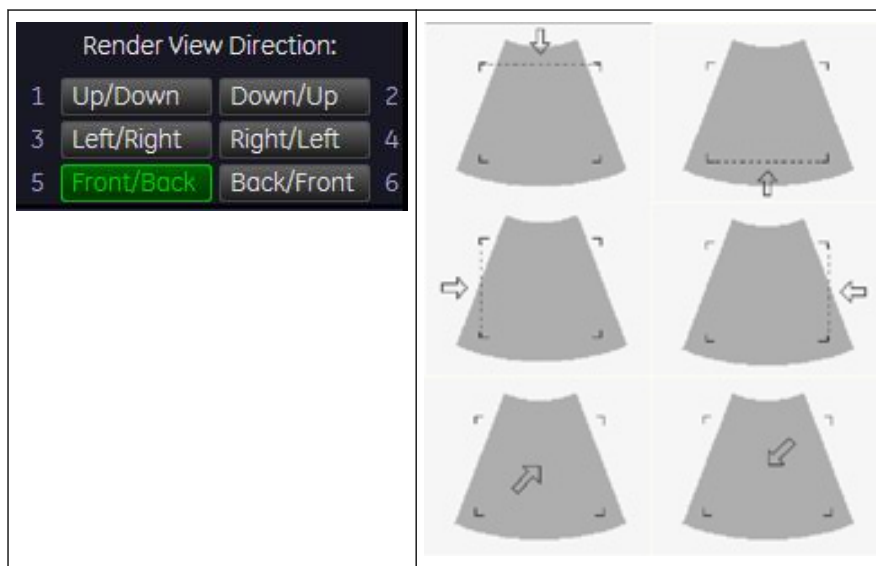 Render View Direction:
1 Up/Down Down/Up 2
3 Left/Right Right/Left 4
5 Front/Back Back/Front 6